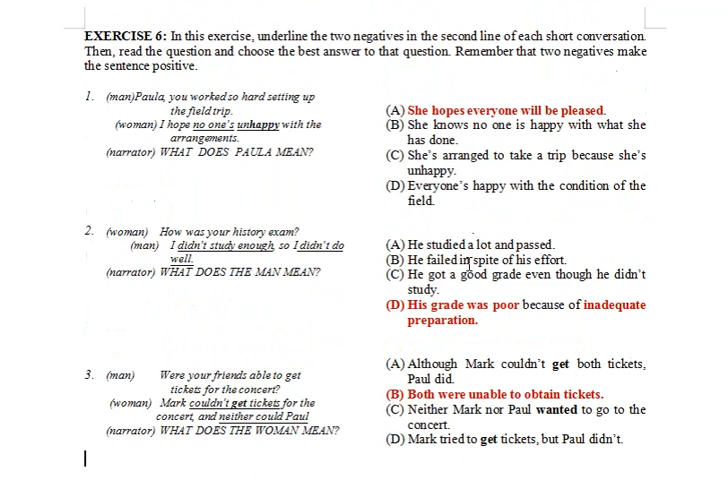 EXERCISE 6: In this exercise, underline the two negatives in the second line of each short conversation.
Then, read the question and choose the best answer to that question. Remember that two negatives make
the sentence positive.
1. (man)Paula, you worked so hard setting up
the field trip.
(woman) I hope no one's unhappy with the
arrangements.
(narrator) WHAT DOES PAULA MEAN?
(A) She hopes everyone will be pleased.
(B) She knows no one is happy with what she
has done.
(C) She's arranged to take a trip because she's
unhappy.
(D) Everyone's happy with the condition of the
field.
2. (woman) How was your history exam?
(man) I didn't study enough, so I didn't do
well.
(narrator) WHAT DOES THE MAN MEAN?
(A) He studied a lot and passed.
(B) He failed in spite of his effort.
(C) He got a good grade even though he didn't
study.
(D) His grade was poor because of inadequate
preparation.
3. (man) Were your friends able to get
tickets for the concert?
(woman) Mark couldn't get tickets for the
concert, and neither could Paul
(narrator) WHAT DOES THE WOMAN MEAN?
(A) Although Mark couldn't get both tickets,
Paul did.
(B) Both were unable to obtain tickets.
(C) Neither Mark nor Paul wanted to go to the
concert.
(D) Mark tried to get tickets, but Paul didn't.